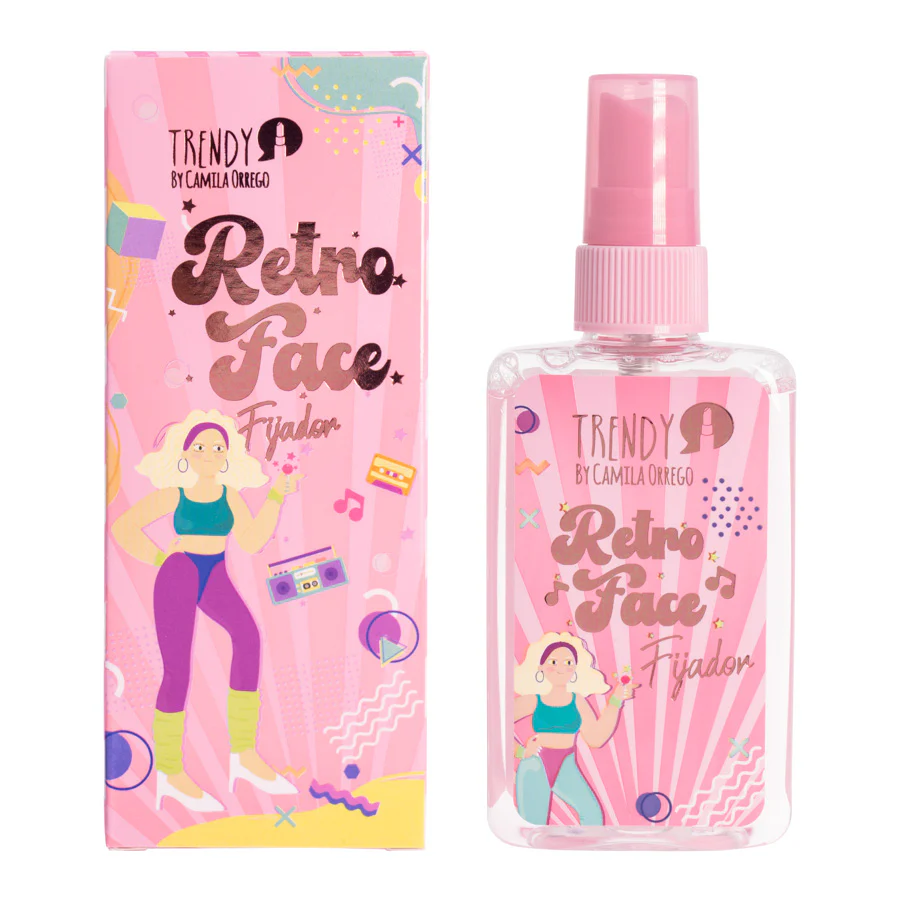 TRENDY
BY CAMILA ORREGO
Retro
Face
Fijador
TRENDY
BY CAMILA ORREGO
Retro
Face
Fijador